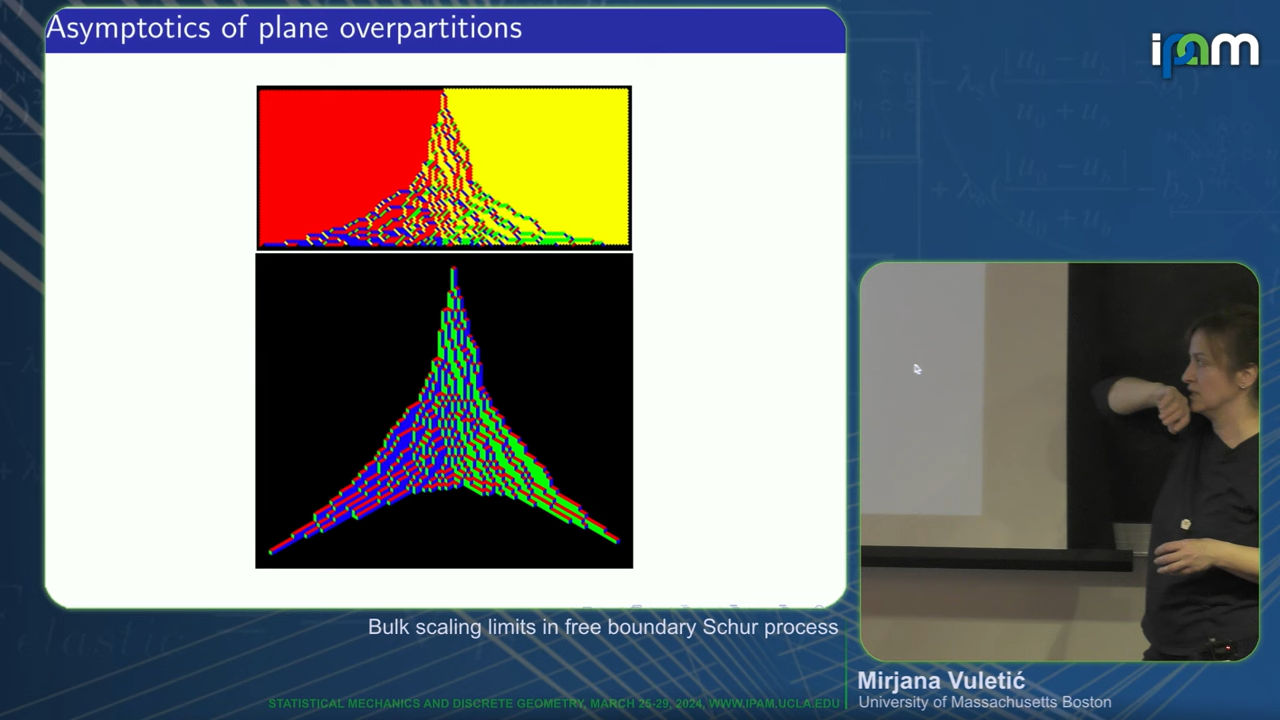 Asymptotics of plane overpartitions
ipam
Bulk scaling limits in free boundary Schur process
Mirjana Vuletić
University of Massachusetts Boston
STATISTICAL MECHANICS AND DISCRETE GEOMETRY, MARCH 25-29, 2024, WWW.IPAM.UCLA.EDU